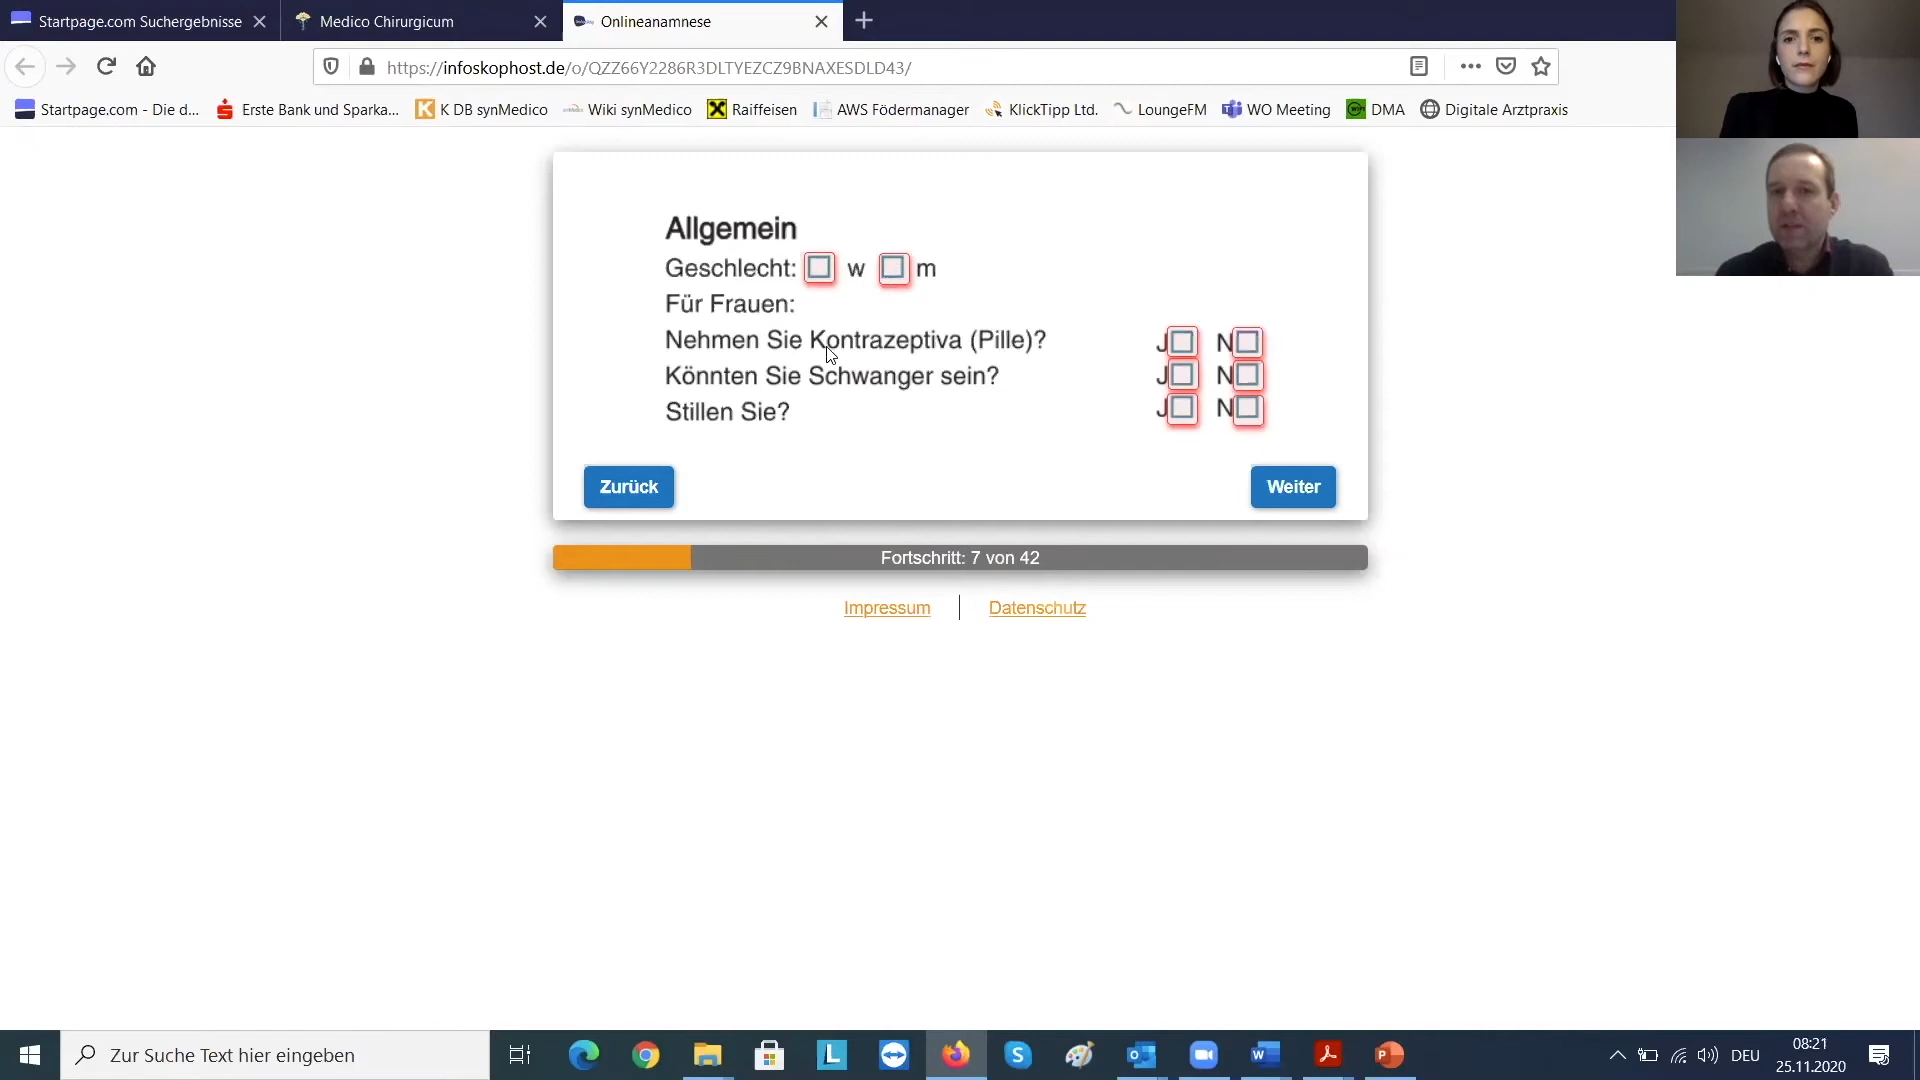 Startpage.com Suchergebnisse
Medico Chirurgicum
Onlineanamnese
https://infoskophost.de/o/QZZ66Y2286R3DLTYEZCZ9BNAXESDLD43/
Startpage.com - Die d...
Erste Bank und Sparka...
K DB synMedico
Wiki synMedico
Raiffeisen
AWS Födermanager
KlickTipp Ltd.
LoungeFM
WO Meeting
DMA
Digitale Arztpraxis
Allgemein
Geschlecht: w m
Für Frauen:
Nehmen Sie Kontrazeptiva (Pille)? J N
Könnten Sie Schwanger sein? J N
Stillen Sie? J N
Zurück
Weiter
Fortschritt: 7 von 42
Impressum
Datenschutz
Zur Suche Text hier eingeben
DEU
08:21
25.11.2020